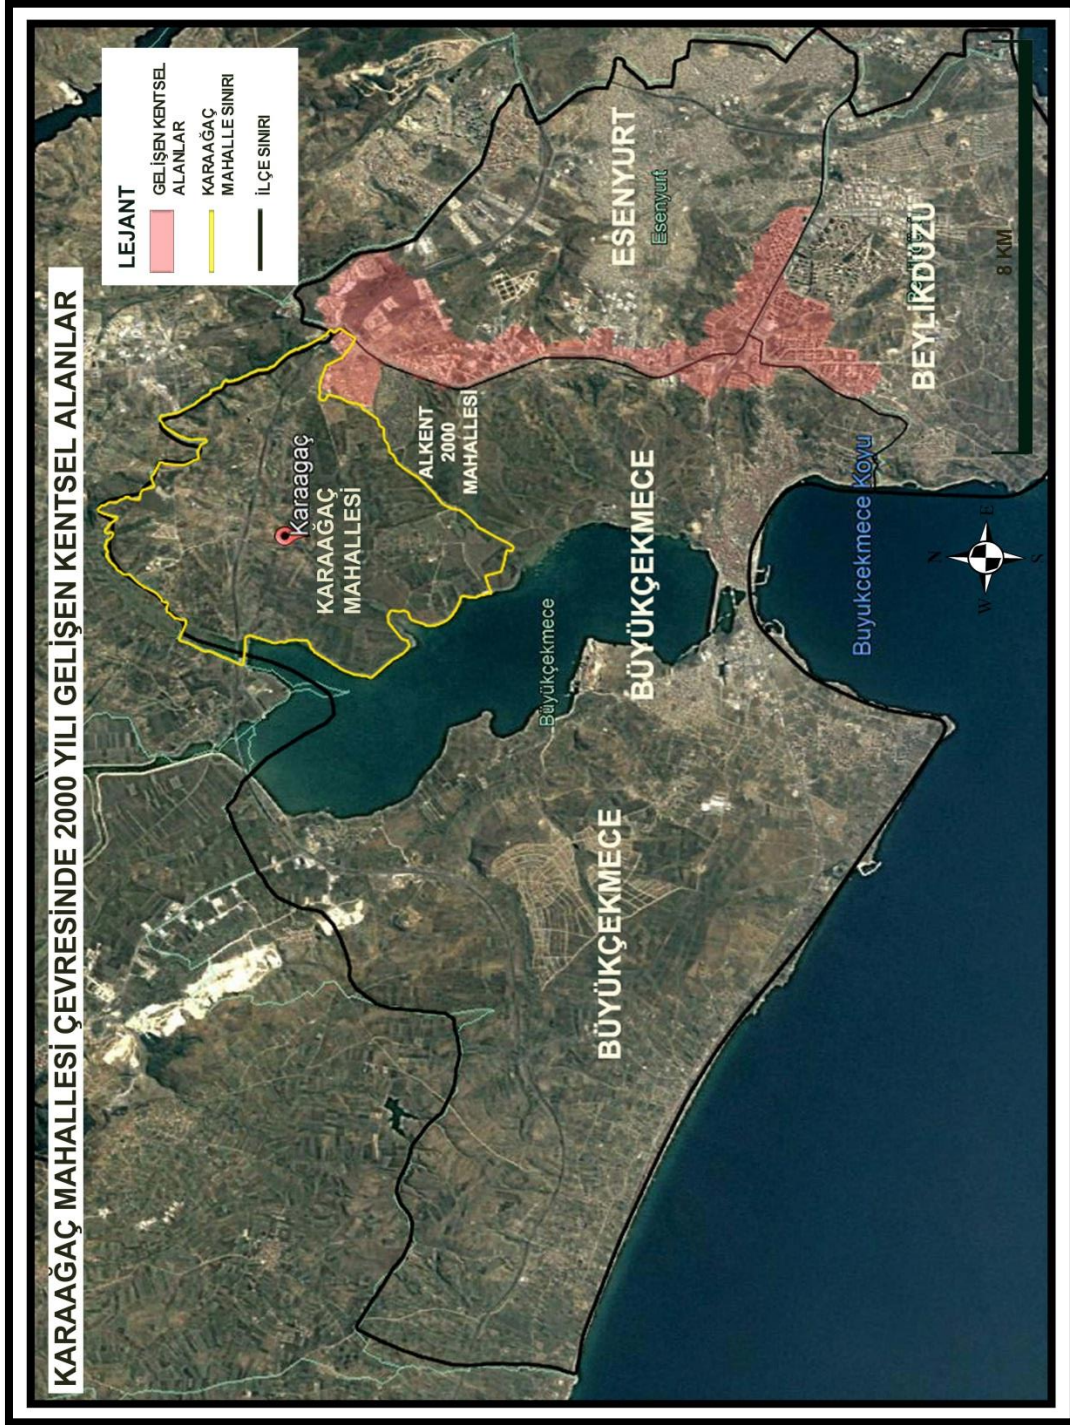 KARAAĞAÇ MAHALLESİ ÇEVRESİNDE 2000 YILI GELİŞEN KENTSEL ALANLAR
LEJANT
GELİŞEN KENTSEL
ALANLAR
KARAAĞAÇ
MAHALLE SINIRI
İLÇE SINIRI
Karaagaç
KARAAĞAÇ
MAHALLESİ
ALKENT
2000
MAHALLESİ
ESENYURT
Esenyurt
Büyükçekmece
BÜYÜKÇEKMECE
BÜYÜKÇEKMECE
BEYLİKDÜZÜ
Buyukcekmece Koyu
8 KM
N
W
E
S